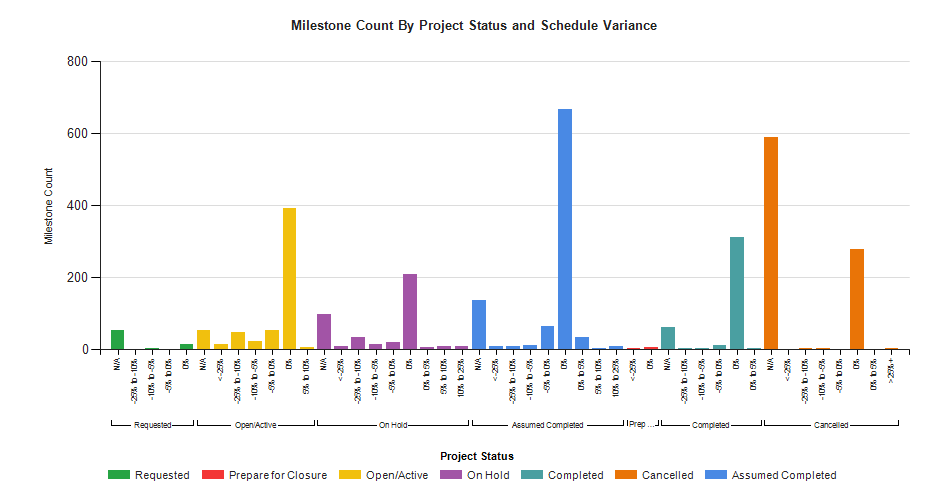 Milestone Count By Project Status and Schedule Variance
Milestone Count
800
600
400
200
0
N/A
-25% to -10%
-10% to -5%
-5% to 0%
0%
N/A
< -25%
-25% to -10%
-10% to -5%
-5% to 0%
0%
5% to 10%
N/A
< -25%
-25% to -10%
-10% to -5%
-5% to 0%
0%
0% to 5%
5% to 10%
10% to 25%
N/A
< -25%
-25% to -10%
-10% to -5%
-5% to 0%
0%
0% to 5%
5% to 10%
10% to 25%
< -25%
0%
N/A
-25% to -10%
-10% to -5%
-5% to 0%
0%
0% to 5%
N/A
< -25%
-25% to -10%
-10% to -5%
-5% to 0%
0%
0% to 5%
> 25%+
Requested
Open/Active
On Hold
Assumed Completed
Prep ...
Completed
Cancelled
Project Status
Requested
Prepare for Closure
Open/Active
On Hold
Completed
Cancelled
Assumed Completed